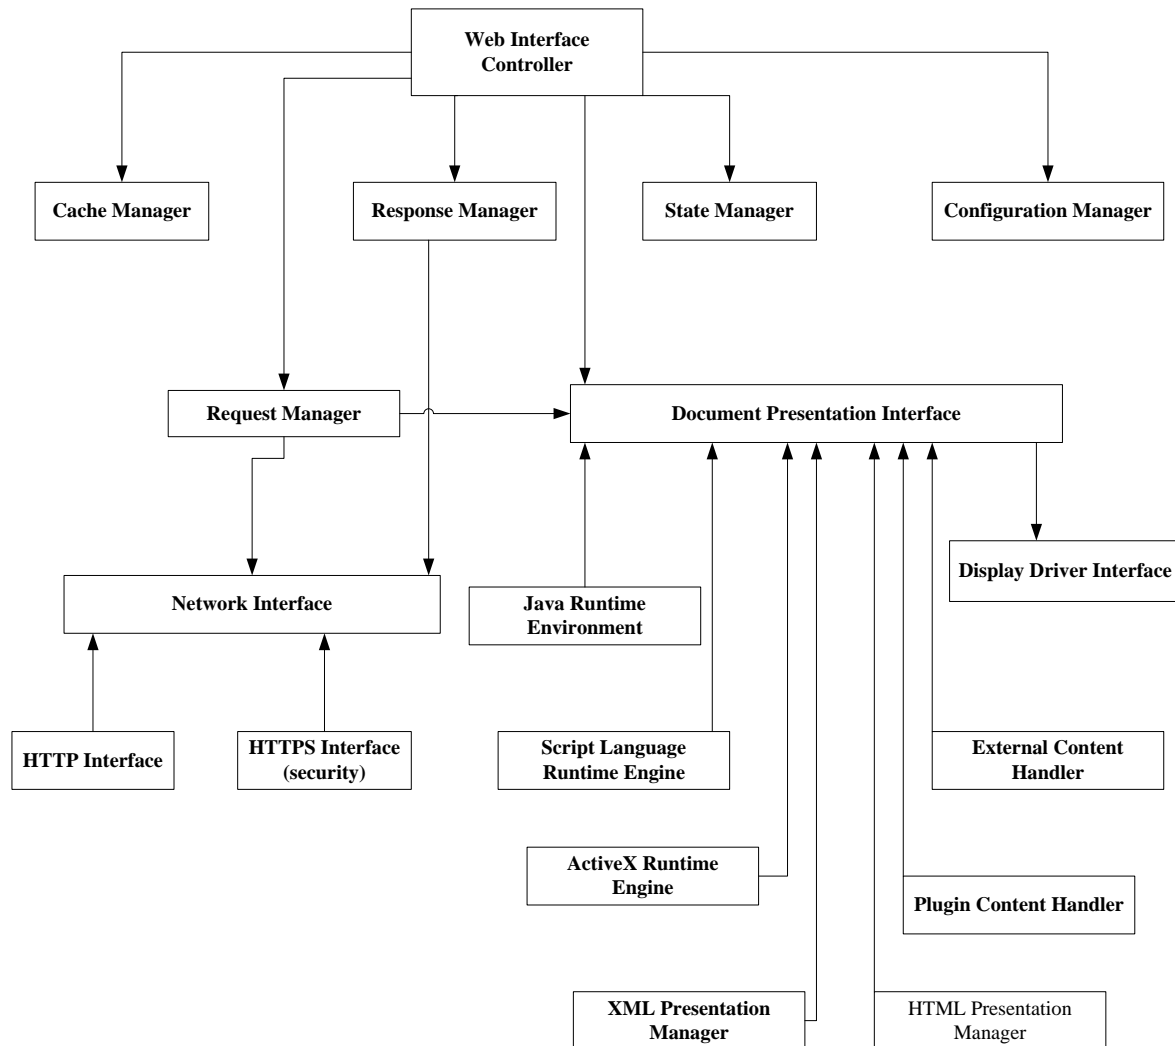 Web Interface
Controller
Cache Manager
Response Manager
State Manager
Configuration Manager
Request Manager
Document Presentation Interface
Display Driver Interface
Network Interface
Java Runtime
Environment
HTTP Interface
HTTPS Interface
(security)
Script Language
Runtime Engine
External Content
Handler
ActiveX Runtime
Engine
Plugin Content Handler
XML Presentation
Manager
HTML Presentation
Manager